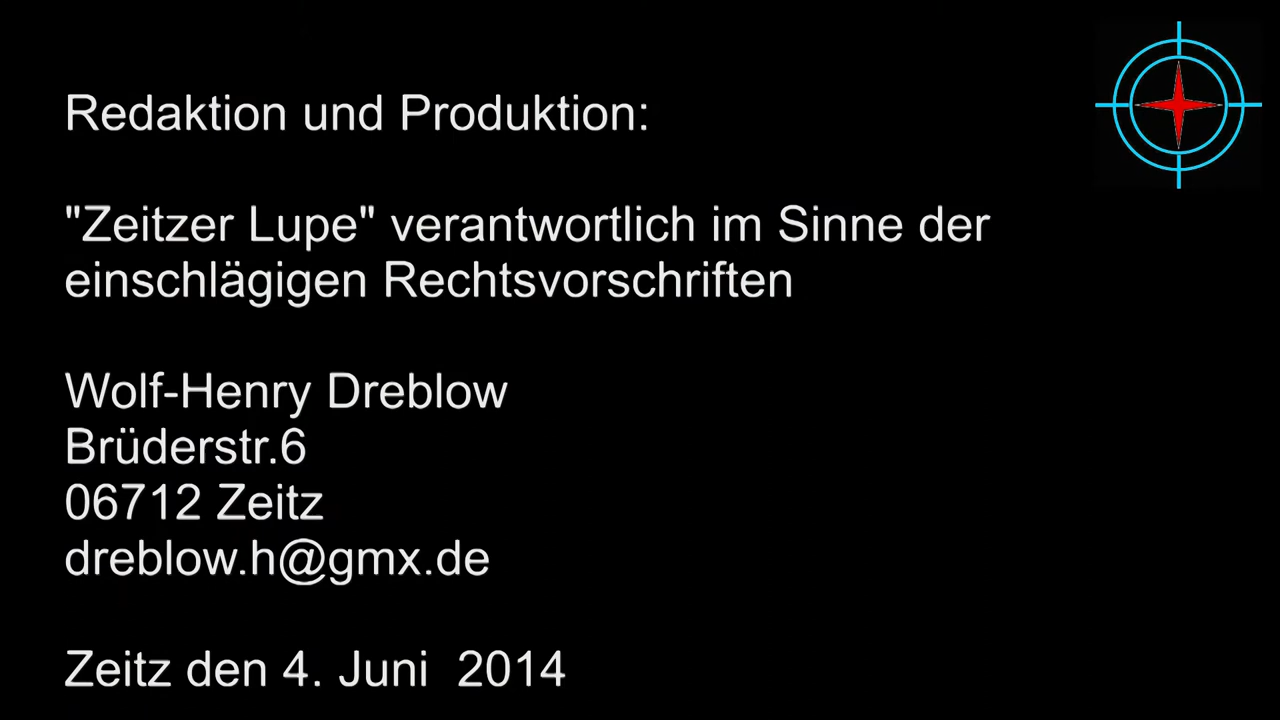 Redaktion und Produktion:
"Zeitzer Lupe" verantwortlich im Sinne der
einschlägigen Rechtsvorschriften
Wolf-Henry Dreblow
Brüderstr.6
06712 Zeitz
dreblow.h@gmx.de
Zeitz den 4. Juni  2014